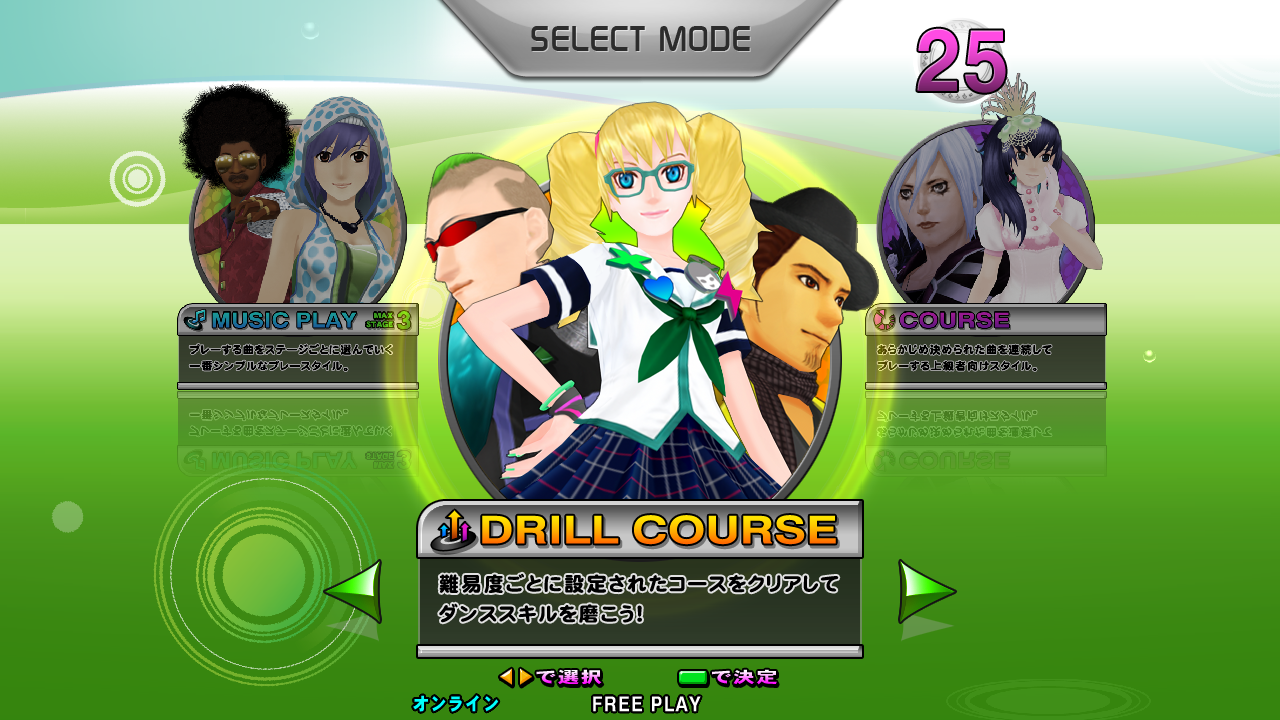 SELECT MODE
25
MUSIC PLAY MAX STAGE 3
プレーする曲をステージごとに選んでいく
一番シンプルなプレースタイル。
COURSE
あらかじめ決められた曲を連続して
プレーする上級者向けスタイル。
DRILL COURSE
難易度ごとに設定されたコースをクリアして
ダンススキルを磨こう!
で選択
で決定
オンライン
FREE PLAY